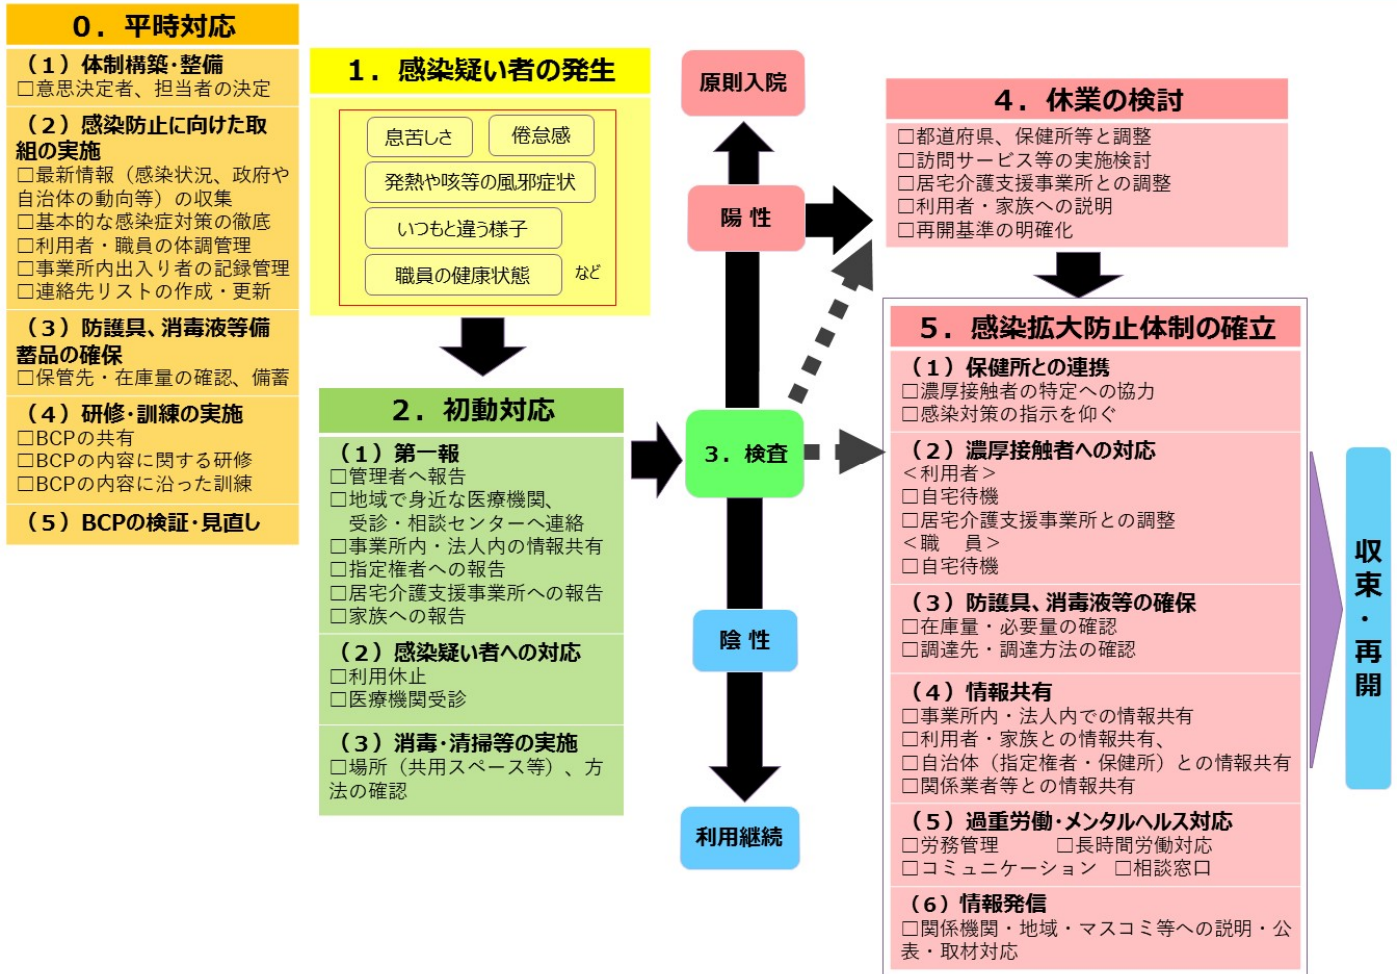 0．平時対応
（1）体制構築・整備
□意思決定者、担当者の決定
（2）感染防止に向けた取
組の実施
□最新情報（感染状況、政府や
自治体の動向等）の収集
□基本的な感染症対策の徹底
□利用者・職員の体調管理
□事業所内出入り者の記録管理
□連絡先リストの作成・更新
（3）防護具、消毒液等備
蓄品の確保
□保管先・在庫量の確認、備蓄
（4）研修・訓練の実施
□BCPの共有
□BCPの内容に関する研修
□BCPの内容に沿った訓練
（5）BCPの検証・見直し
1．感染疑い者の発生
息苦しさ
倦怠感
発熱や咳等の風邪症状
いつもと違う様子
職員の健康状態
など
2．初動対応
（1）第一報
□管理者へ報告
□地域で身近な医療機関、
受診・相談センターへ連絡
□事業所内・法人内の情報共有
□指定権者への報告
□居宅介護支援事業所への報告
□家族への報告
（2）感染疑い者への対応
□利用休止
□医療機関受診
（3）消毒・清掃等の実施
□場所（共用スペース等）、方
法の確認
原則入院
陽性
3．検査
陰性
利用継続
4．休業の検討
□都道府県、保健所等と調整
□訪問サービス等の実施検討
□居宅介護支援事業所との調整
□利用者・家族への説明
□再開基準の明確化
5．感染拡大防止体制の確立
（1）保健所との連携
□濃厚接触者の特定への協力
□感染対策の指示を仰ぐ
（2）濃厚接触者への対応
＜利用者＞
□自宅待機
□居宅介護支援事業所との調整
＜職　員＞
□自宅待機
（3）防護具、消毒液等の確保
□在庫量・必要量の確認
□調達先・調達方法の確認
（4）情報共有
□事業所内・法人内での情報共有
□利用者・家族との情報共有、
□自治体（指定権者・保健所）との情報共有
□関係業者等との情報共有
（5）過重労働・メンタルヘルス対応
□労務管理　□長時間労働対応
□コミュニケーション　□相談窓口
（6）情報発信
□関係機関・地域・マスコミ等への説明・公
表・取材対応
収束・再開